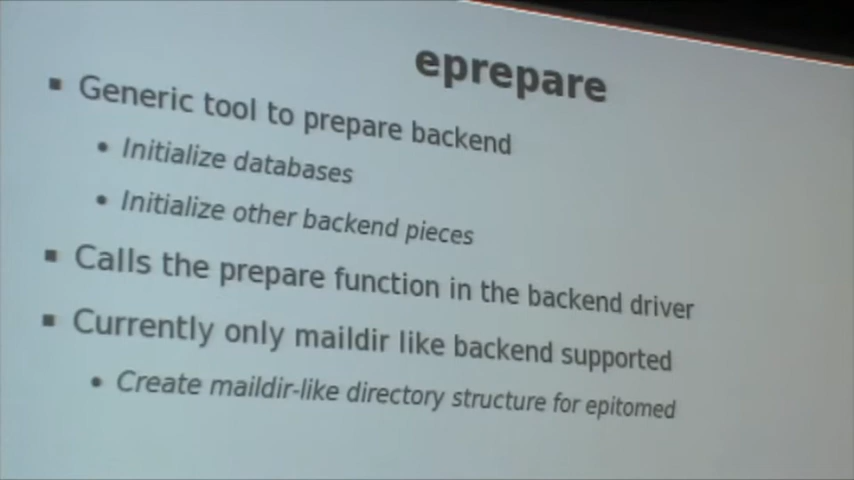 eprepare
Generic tool to prepare backend
Initialize databases
Initialize other backend pieces
Calls the prepare function in the backend driver
Currently only maildir like backend supported
Create maildir-like directory structure for epitomed